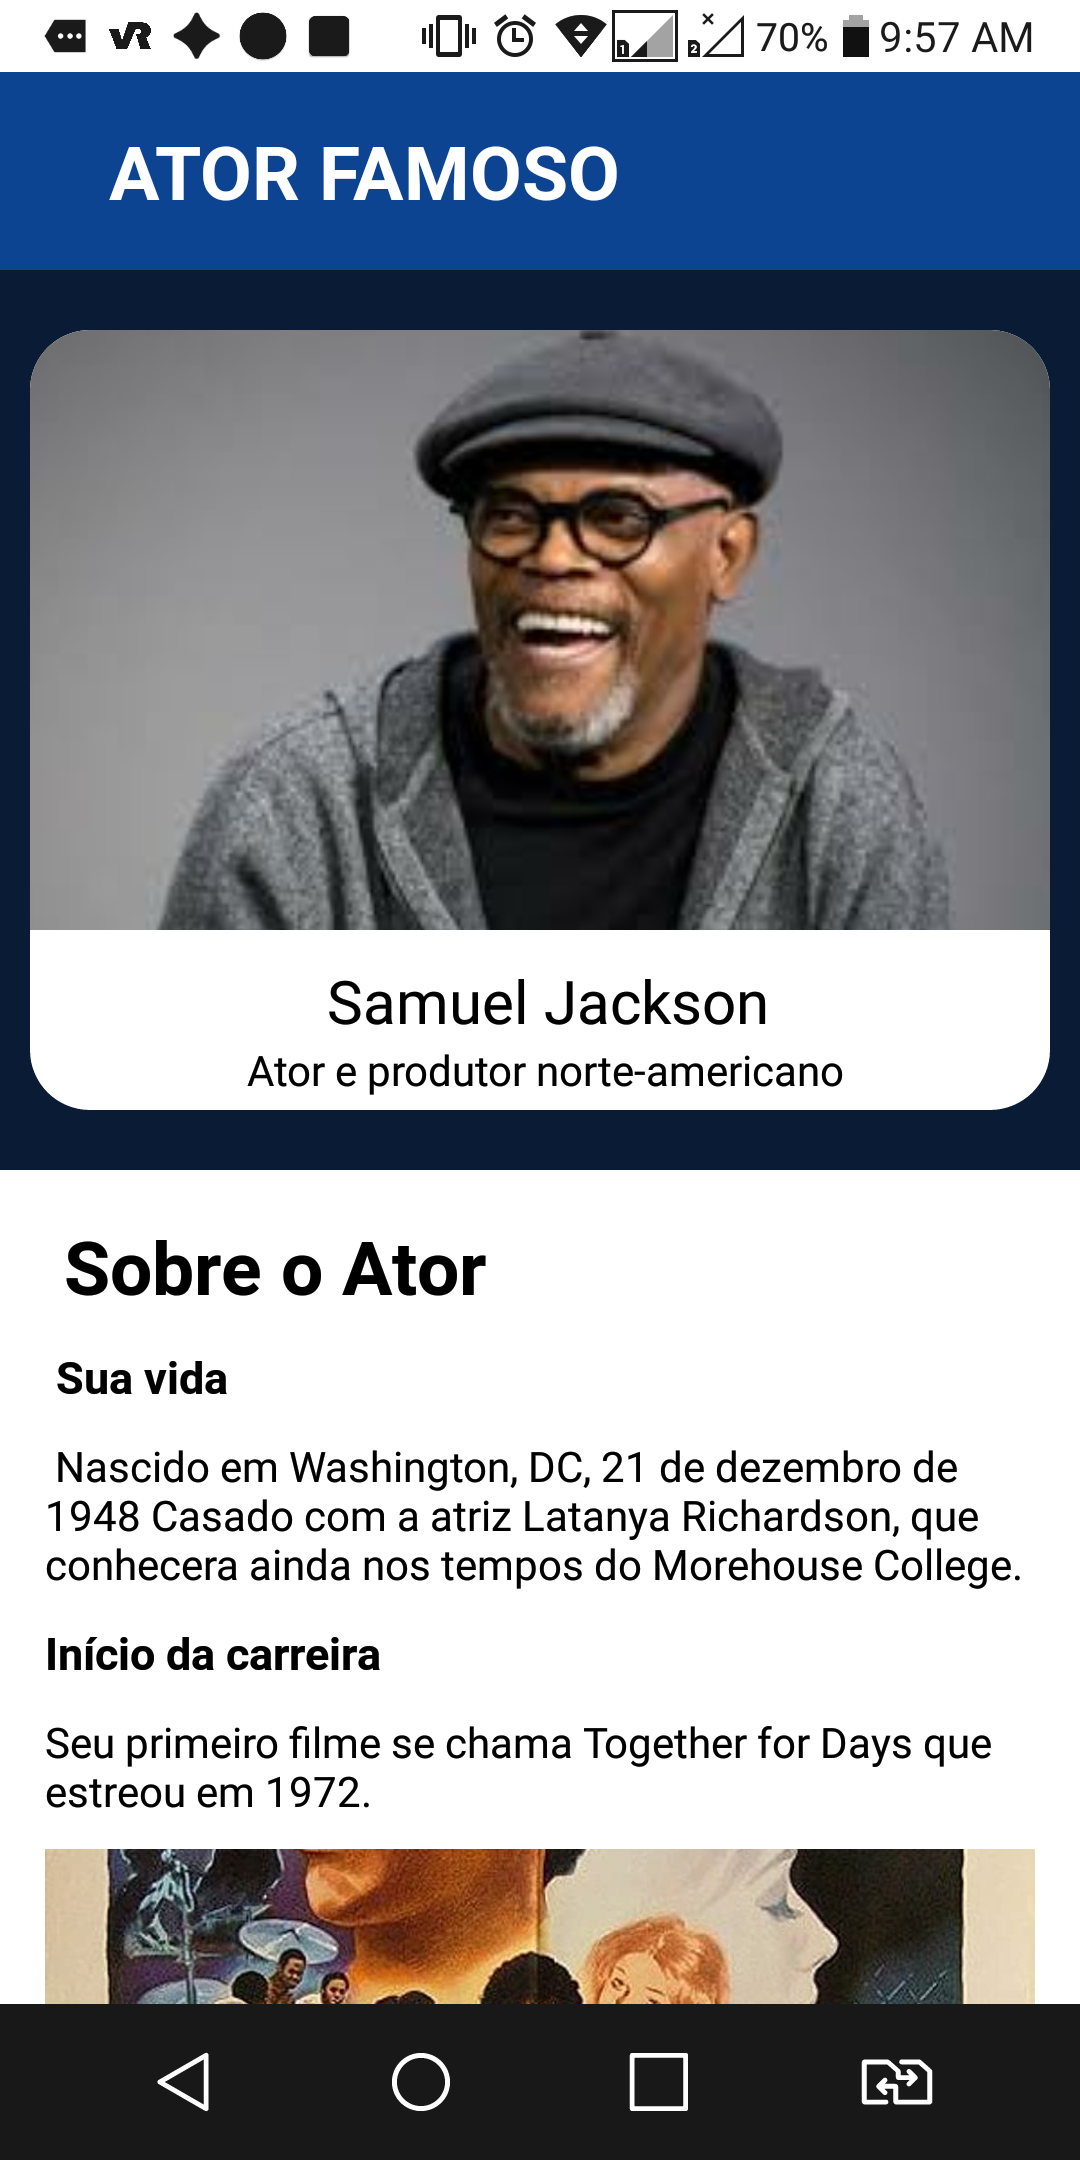 70% 9:57 AM
ATOR FAMOSO
Samuel Jackson
Ator e produtor norte-americano
Sobre o Ator
Sua vida
Nascido em Washington, DC, 21 de dezembro de
1948 Casado com a atriz Latanya Richardson, que
conhecera ainda nos tempos do Morehouse College.
Início da carreira
Seu primeiro filme se chama Together for Days que
estreou em 1972.